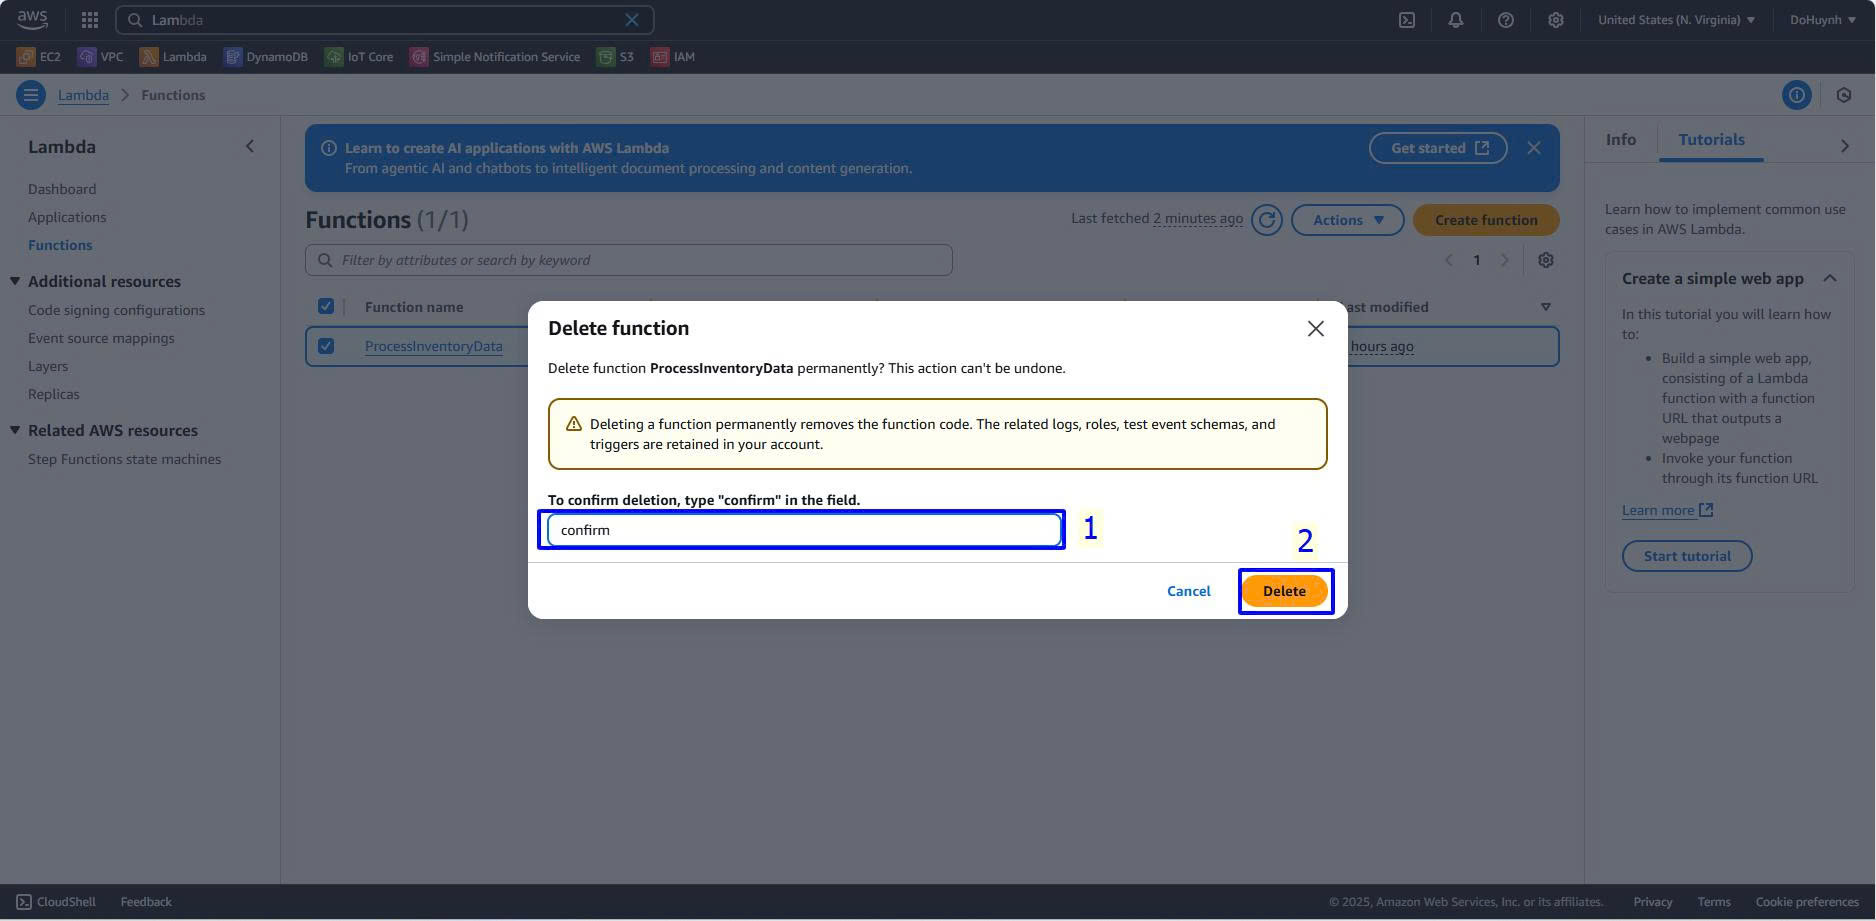 aws
Lambda
United States (N. Virginia)
DoHuynh
EC2
VPC
Lambda
DynamoDB
IoT Core
Simple Notification Service
S3
IAM
Lambda
Functions
Lambda
Dashboard
Applications
Functions
Additional resources
Code signing configurations
Event source mappings
Layers
Replicas
Related AWS resources
Step Functions state machines
Learn to create AI applications with AWS Lambda
From agentic AI and chatbots to intelligent document processing and content generation.
Get started
Functions (1/1)
Last fetched 2 minutes ago
Actions
Create function
Filter by attributes or search by keyword
1
Function name
ast modified
ProcessInventoryData
hours ago
Delete function
Delete function ProcessInventoryData permanently? This action can't be undone.
Deleting a function permanently removes the function code. The related logs, roles, test event schemas, and
triggers are retained in your account.
To confirm deletion, type "confirm" in the field.
confirm
1
2
Cancel
Delete
Info
Tutorials
Learn how to implement common use
cases in AWS Lambda.
Create a simple web app
In this tutorial you will learn how
to:
• Build a simple web app,
consisting of a Lambda
function with a function
URL that outputs a
webpage
• Invoke your function
through its function URL
Learn more
Start tutorial
CloudShell
Feedback
© 2025, Amazon Web Services, Inc. or its affiliates.
Privacy
Terms
Cookie preferences